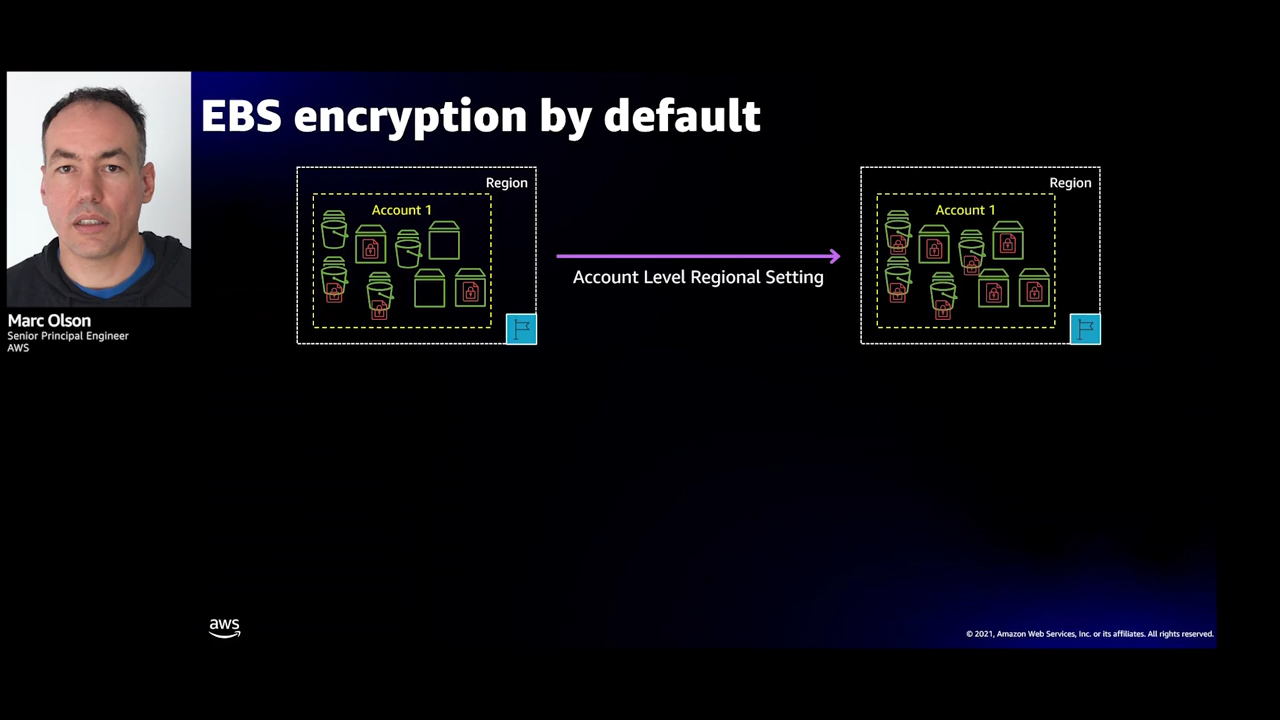 EBS encryption by default
Region
Account 1
Account Level Regional Setting
Region
Account 1
Marc Olson
Senior Principal Engineer
AWS
aws
© 2021, Amazon Web Services, Inc. or its affiliates. All rights reserved.